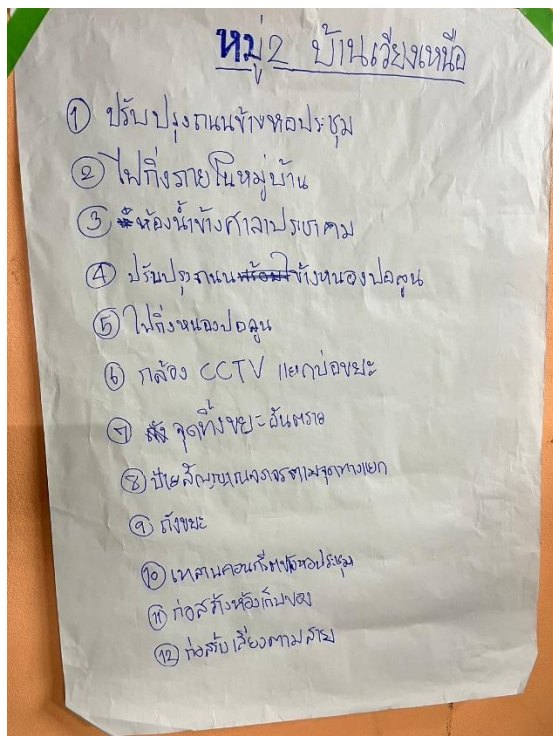 หมู่2 บ้านเวียงเหนือ
① ปรับปรุงถนนข้างหอประชุม
② ไฟกิ่งภายในหมู่บ้าน
③ ห้องน้ำข้างศาลาประชาคม
④ ปรับปรุงถนนข้างหนองปอลูน
⑤ ไฟกิ่งหนองปอลูน
⑥ กล้อง CCTV แยกบ่อขยะ
⑦ จุดทิ้งขยะอันตราย
⑧ ป้ายสัญญาณจราจรตามจุดทางแยก
⑨ ถังขยะ
⑩ เทลานคอนกรีตหอประชุม
⑪ ก่อสร้างห้องเก็บของ
⑫ ก่อสร้างเสียงตามสาย